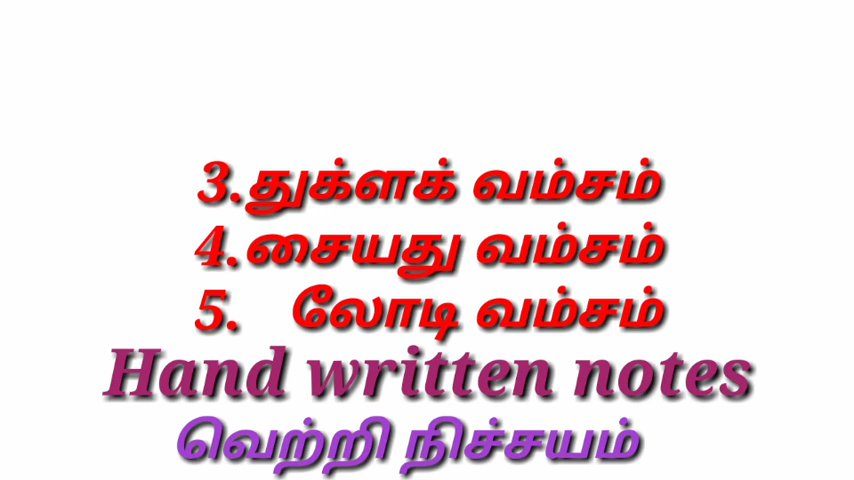 3.துக்ளக் வம்சம்
4.சையது வம்சம்
5. லோடி வம்சம்
Hand written notes
வெற்றி நிச்சயம்